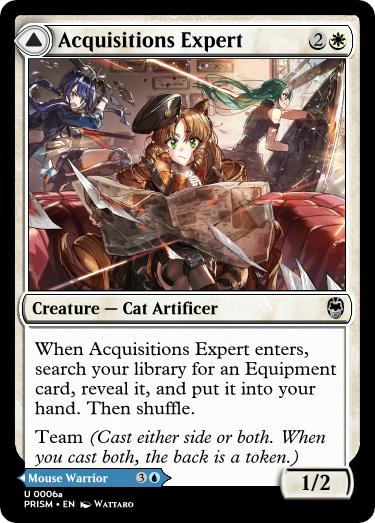 Acquisitions Expert 2
Creature — Cat Artificer
When Acquisitions Expert enters,
search your library for an Equipment
card, reveal it, and put it into your
hand. Then shuffle.
Team (Cast either side or both. When
you cast both, the back is a token.)
Mouse Warrior 3
1/2
U 0006a
PRISM • EN Wattaro